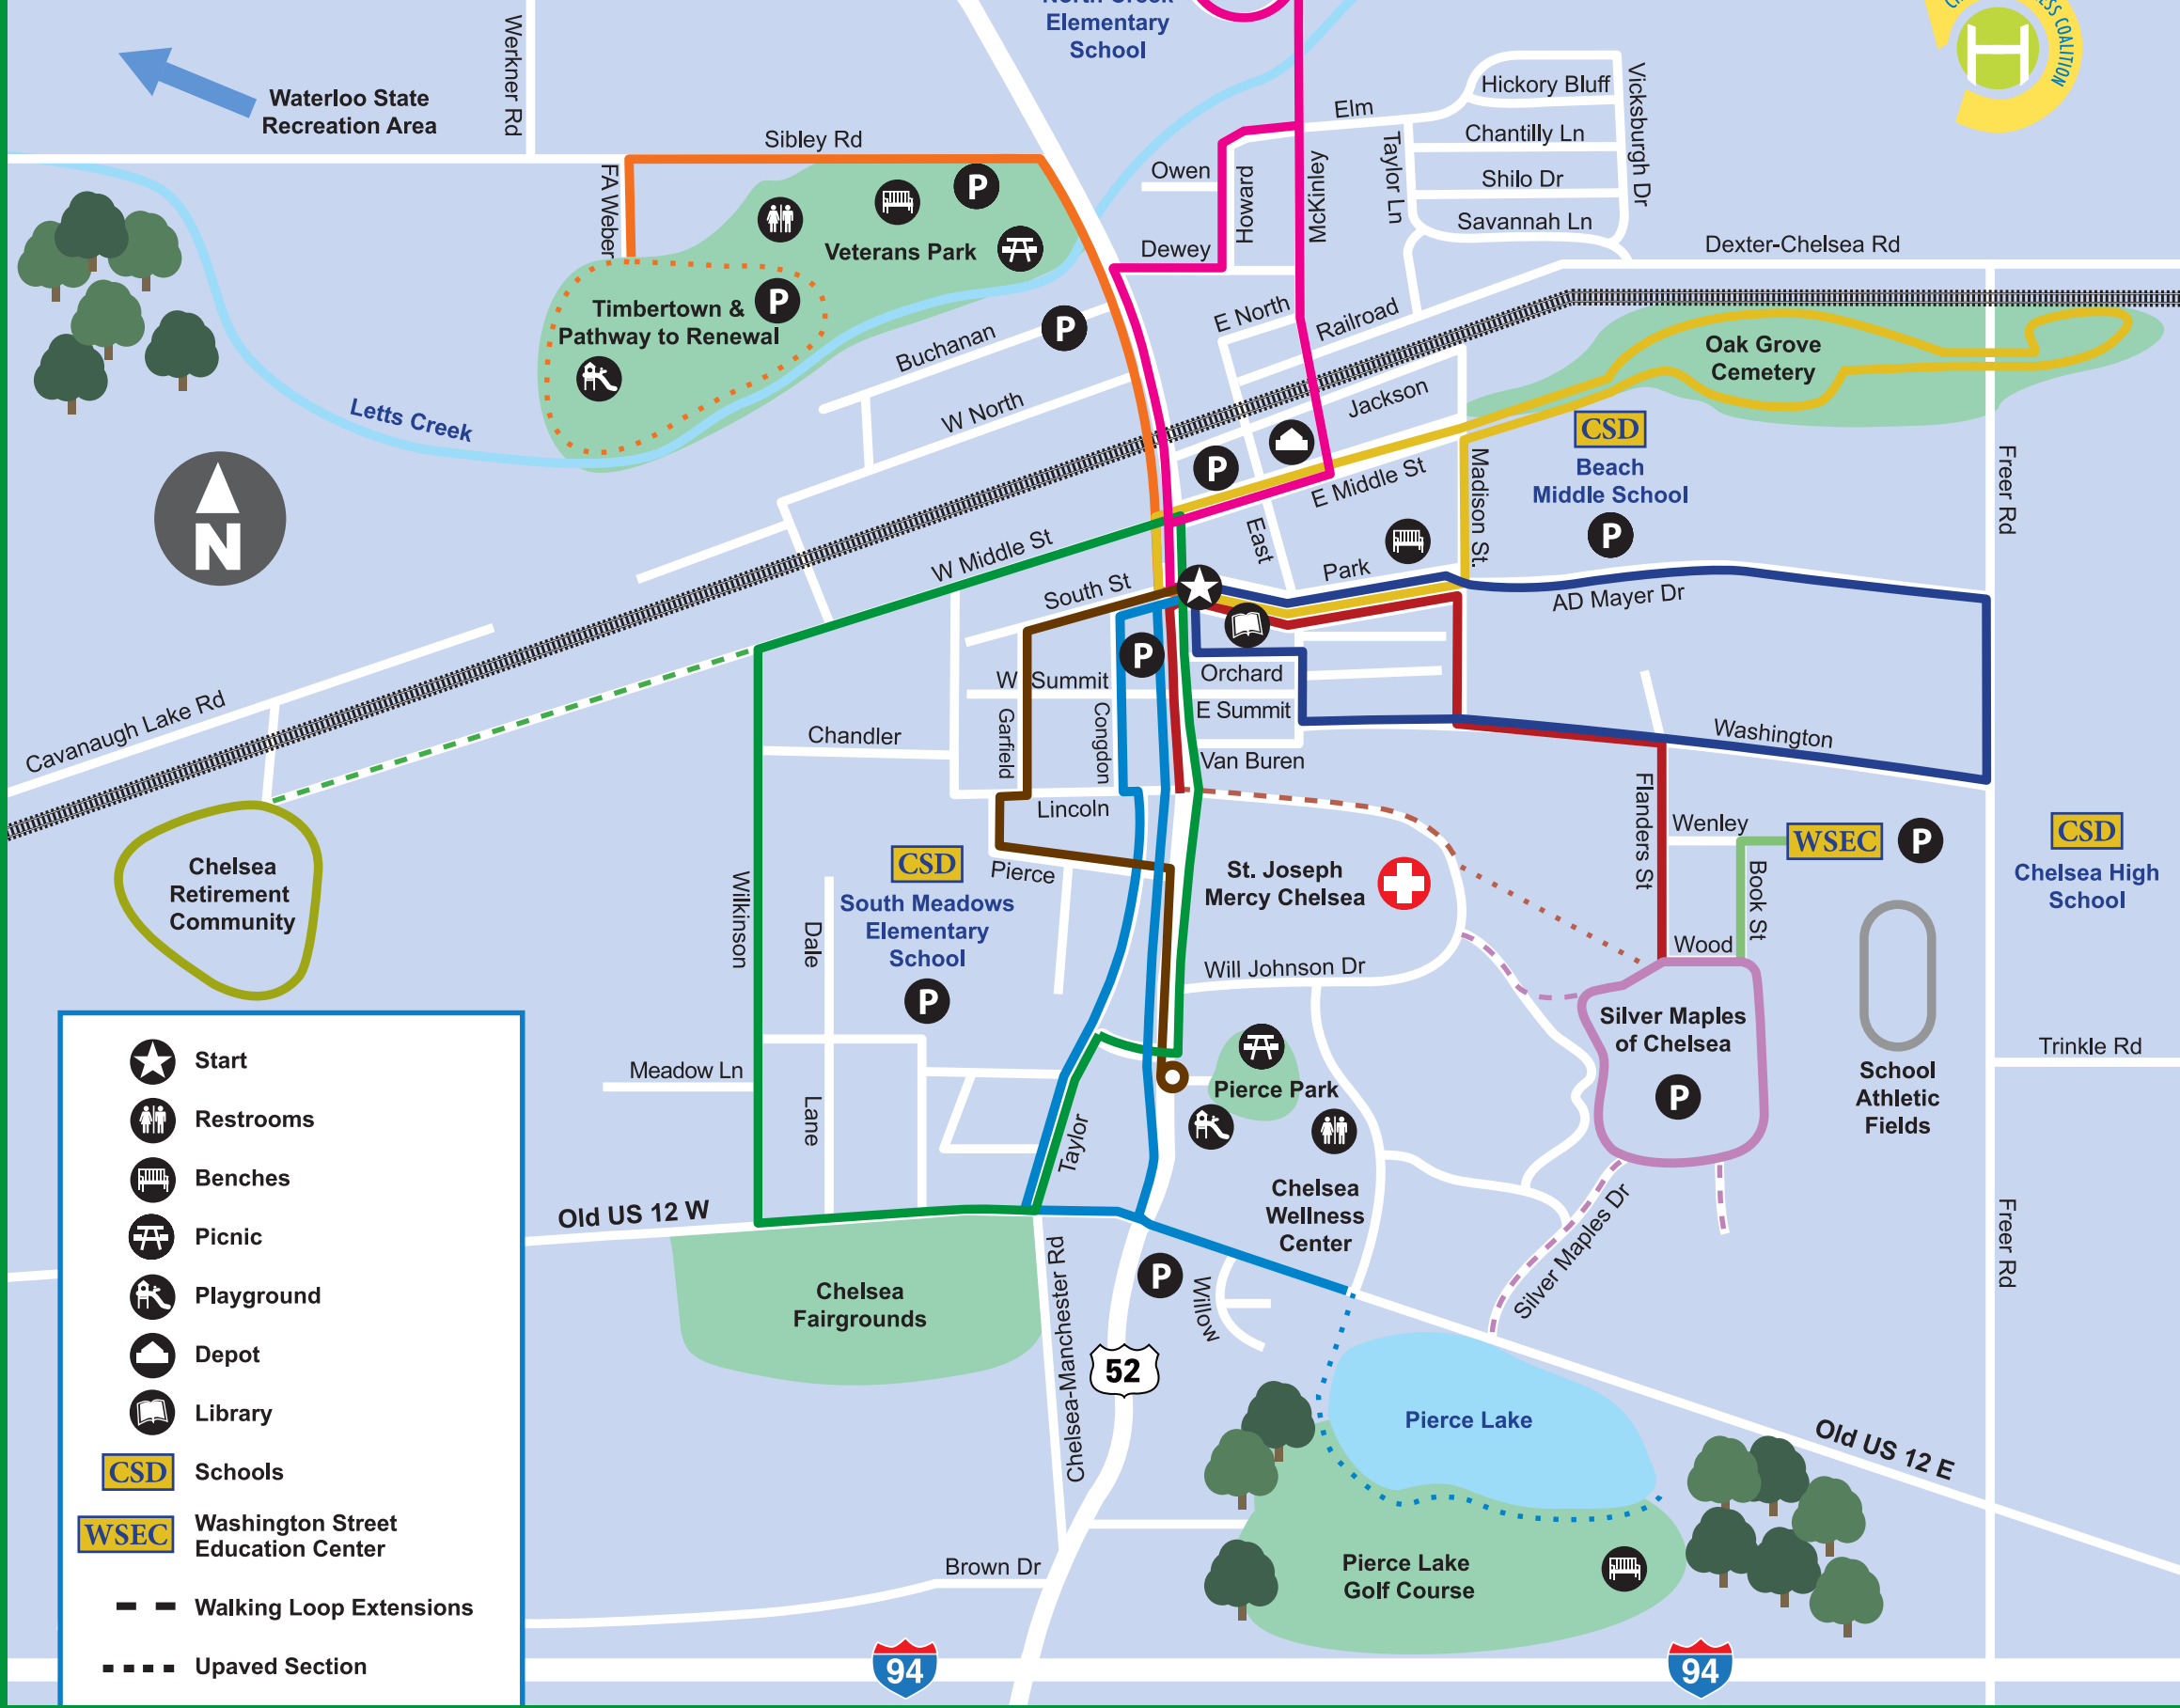 North Creek
Elementary
School
COALITION
Werkner Rd
Waterloo State
Recreation Area
Sibley Rd
FA Weber
Veterans Park
Timbertown &
Pathway to Renewal
Letts Creek
Buchanan
W North
Owen
Dewey
Howard
McKinley
Elm
Taylor Ln
Hickory Bluff
Chantilly Ln
Shilo Dr
Savannah Ln
Vicksburgh Dr
Dexter-Chelsea Rd
E North
Railroad
Jackson
Oak Grove
Cemetery
CSD
Beach
Middle School
Freer Rd
E Middle St
Madison St.
East
Park
AD Mayer Dr
W Middle St
South St
N
P
P
P
P
P
P
W Summit
Orchard
E Summit
Garfield
Congdon
Chandler
Van Buren
Lincoln
Pierce
Washington
Flanders St
Wenley
WSEC
P
Book St
Wood
CSD
Chelsea High
School
Cavanaugh Lake Rd
Chelsea
Retirement
Community
Wilkinson
Dale
Lane
CSD
South Meadows
Elementary
School
P
St. Joseph
Mercy Chelsea
Will Johnson Dr
Silver Maples
of Chelsea
P
School
Athletic
Fields
Trinkle Rd
Meadow Ln
Taylor
Pierce Park
Chelsea
Wellness
Center
Silver Maples Dr
Freer Rd
Old US 12 W
Chelsea
Fairgrounds
Chelsea-Manchester Rd
P
Willow
52
Pierce Lake
Old US 12 E
Pierce Lake
Golf Course
Brown Dr
94
94
Start
Restrooms
Benches
Picnic
Playground
Depot
Library
CSD Schools
WSEC Washington Street
Education Center
Walking Loop Extensions
Upaved Section